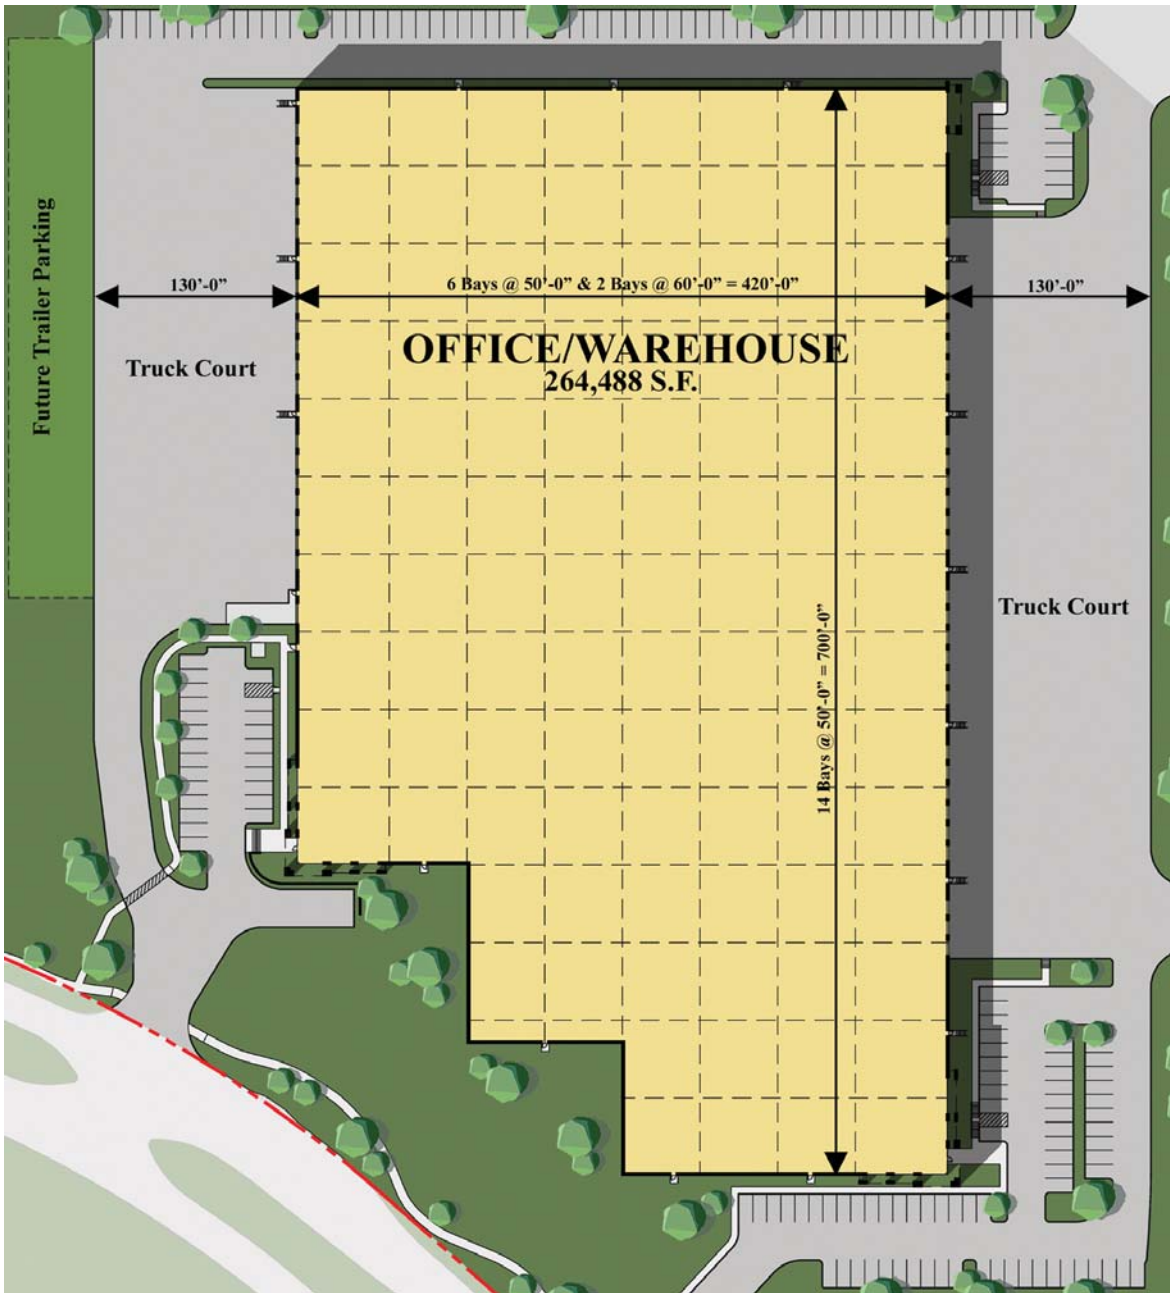 Future Trailer Parking
130'-0"
6 Bays @ 50'-0" & 2 Bays @ 60'-0" = 420'-0"
130'-0"
OFFICE/WAREHOUSE
264,488 S.F.
Truck Court
Truck Court
14 Bays @ 50'-0" = 700'-0"